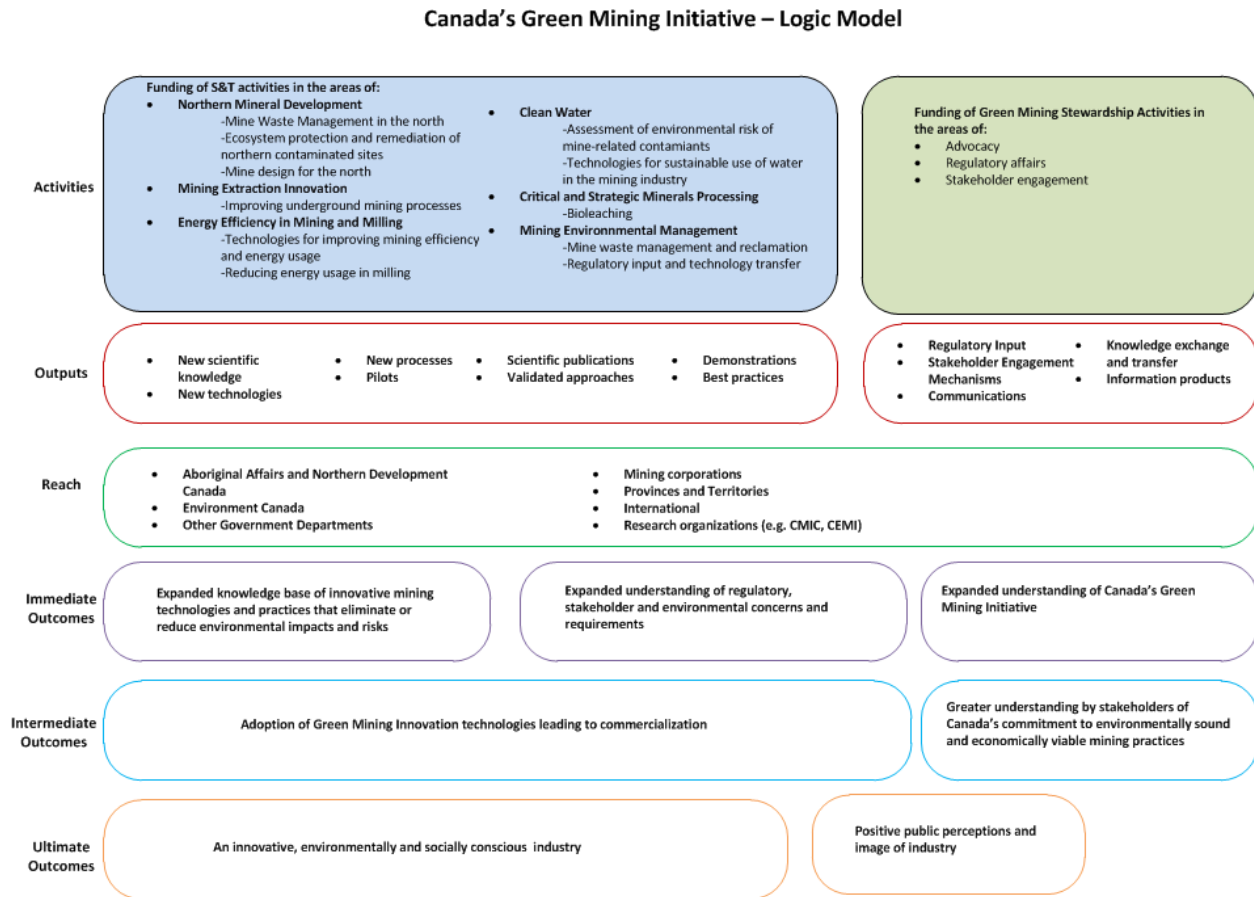 Canada's Green Mining Initiative – Logic Model
Activities
Funding of S&T activities in the areas of:
• Northern Mineral Development
-Mine Waste Management in the north
-Ecosystem protection and remediation of
northern contaminated sites
-Mine design for the north
• Mining Extraction Innovation
-Improving underground mining processes
• Energy Efficiency in Mining and Milling
-Technologies for improving mining efficiency
and energy usage
-Reducing energy usage in milling
• Clean Water
-Assessment of environmental risk of
mine-related contamiants
-Technologies for sustainable use of water
in the mining industry
• Critical and Strategic Minerals Processing
-Bioleaching
• Mining Environnmental Management
-Mine waste management and reclamation
-Regulatory input and technology transfer
Funding of Green Mining Stewardship Activities in
the areas of:
• Advocacy
• Regulatory affairs
• Stakeholder engagement
Outputs
• New scientific
knowledge
• New technologies
• New processes
• Pilots
• Scientific publications
• Validated approaches
• Demonstrations
• Best practices
• Regulatory Input
• Stakeholder Engagement
Mechanisms
• Communications
• Knowledge exchange
and transfer
• Information products
Reach
• Aboriginal Affairs and Northern Development
Canada
• Environment Canada
• Other Government Departments
• Mining corporations
• Provinces and Territories
• International
• Research organizations (e.g. CMIC, CEMI)
Immediate
Outcomes
Expanded knowledge base of innovative mining
technologies and practices that eliminate or
reduce environmental impacts and risks
Expanded understanding of regulatory,
stakeholder and environmental concerns and
requirements
Expanded understanding of Canada's Green
Mining Initiative
Intermediate
Outcomes
Adoption of Green Mining Innovation technologies leading to commercialization
Greater understanding by stakeholders of
Canada's commitment to environmentally sound
and economically viable mining practices
Ultimate
Outcomes
An innovative, environmentally and socially conscious industry
Positive public perceptions and
image of industry